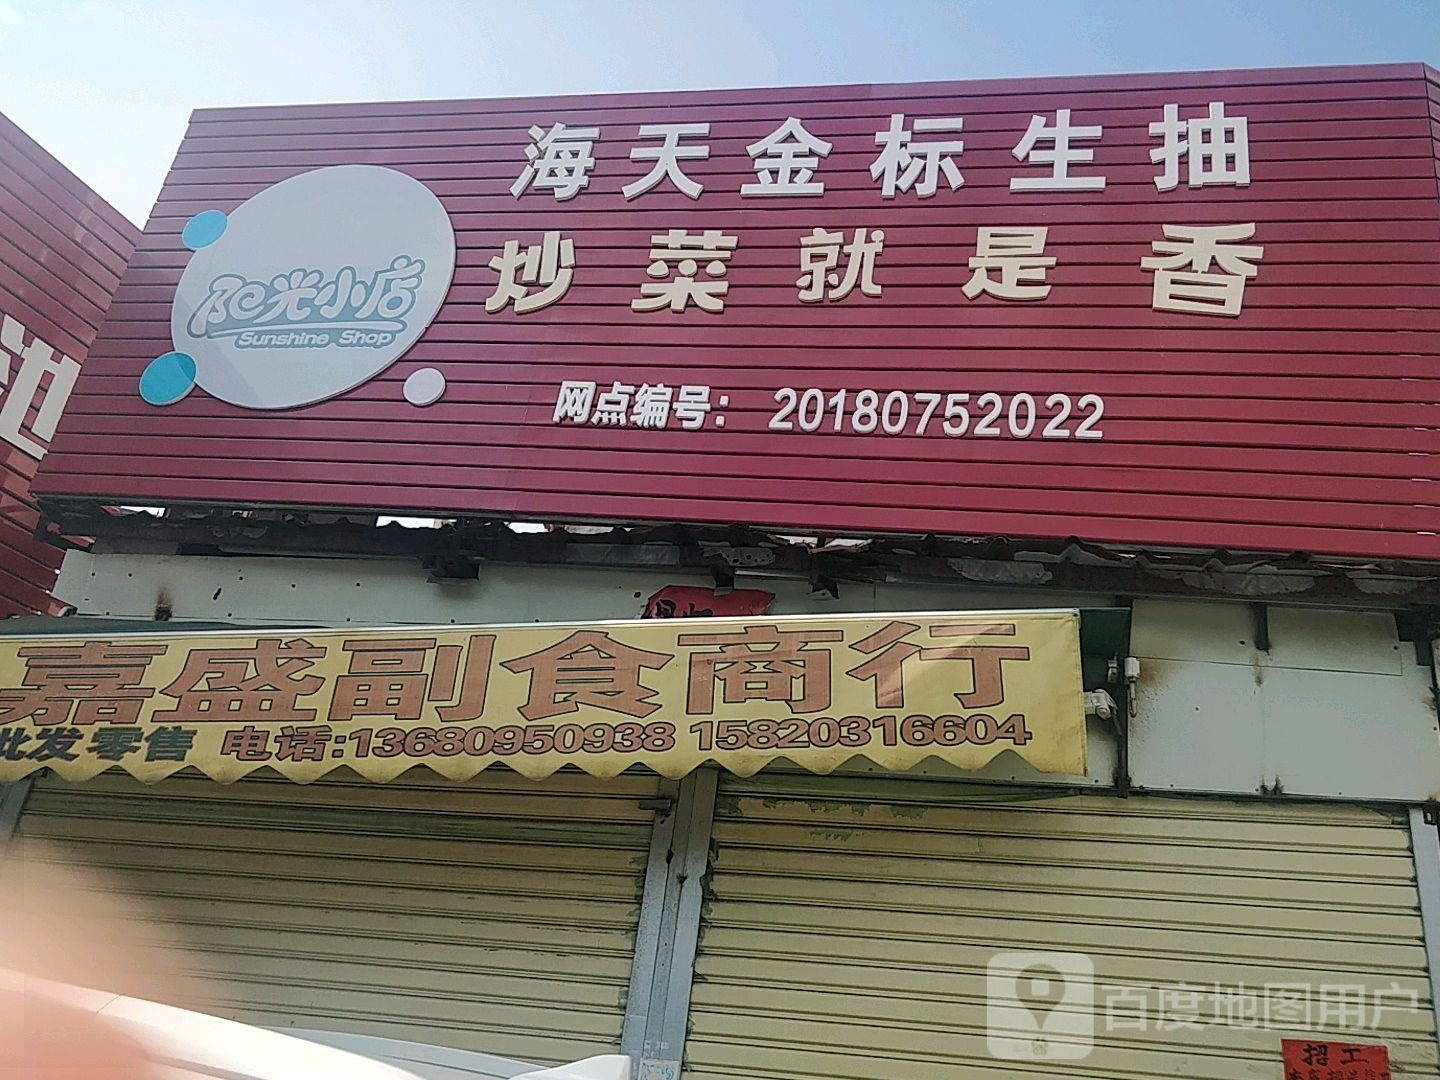 海天金标生抽
炒菜就是香
阳光小店
Sunshine Shop
网点编号：20180752022
嘉盛副食商行
批发零售 电话:13680950938 15820316604
百度地图用户
招工